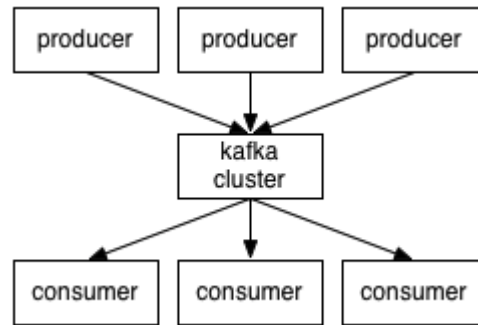 producer
producer
producer
kafka
cluster
consumer
consumer
consumer